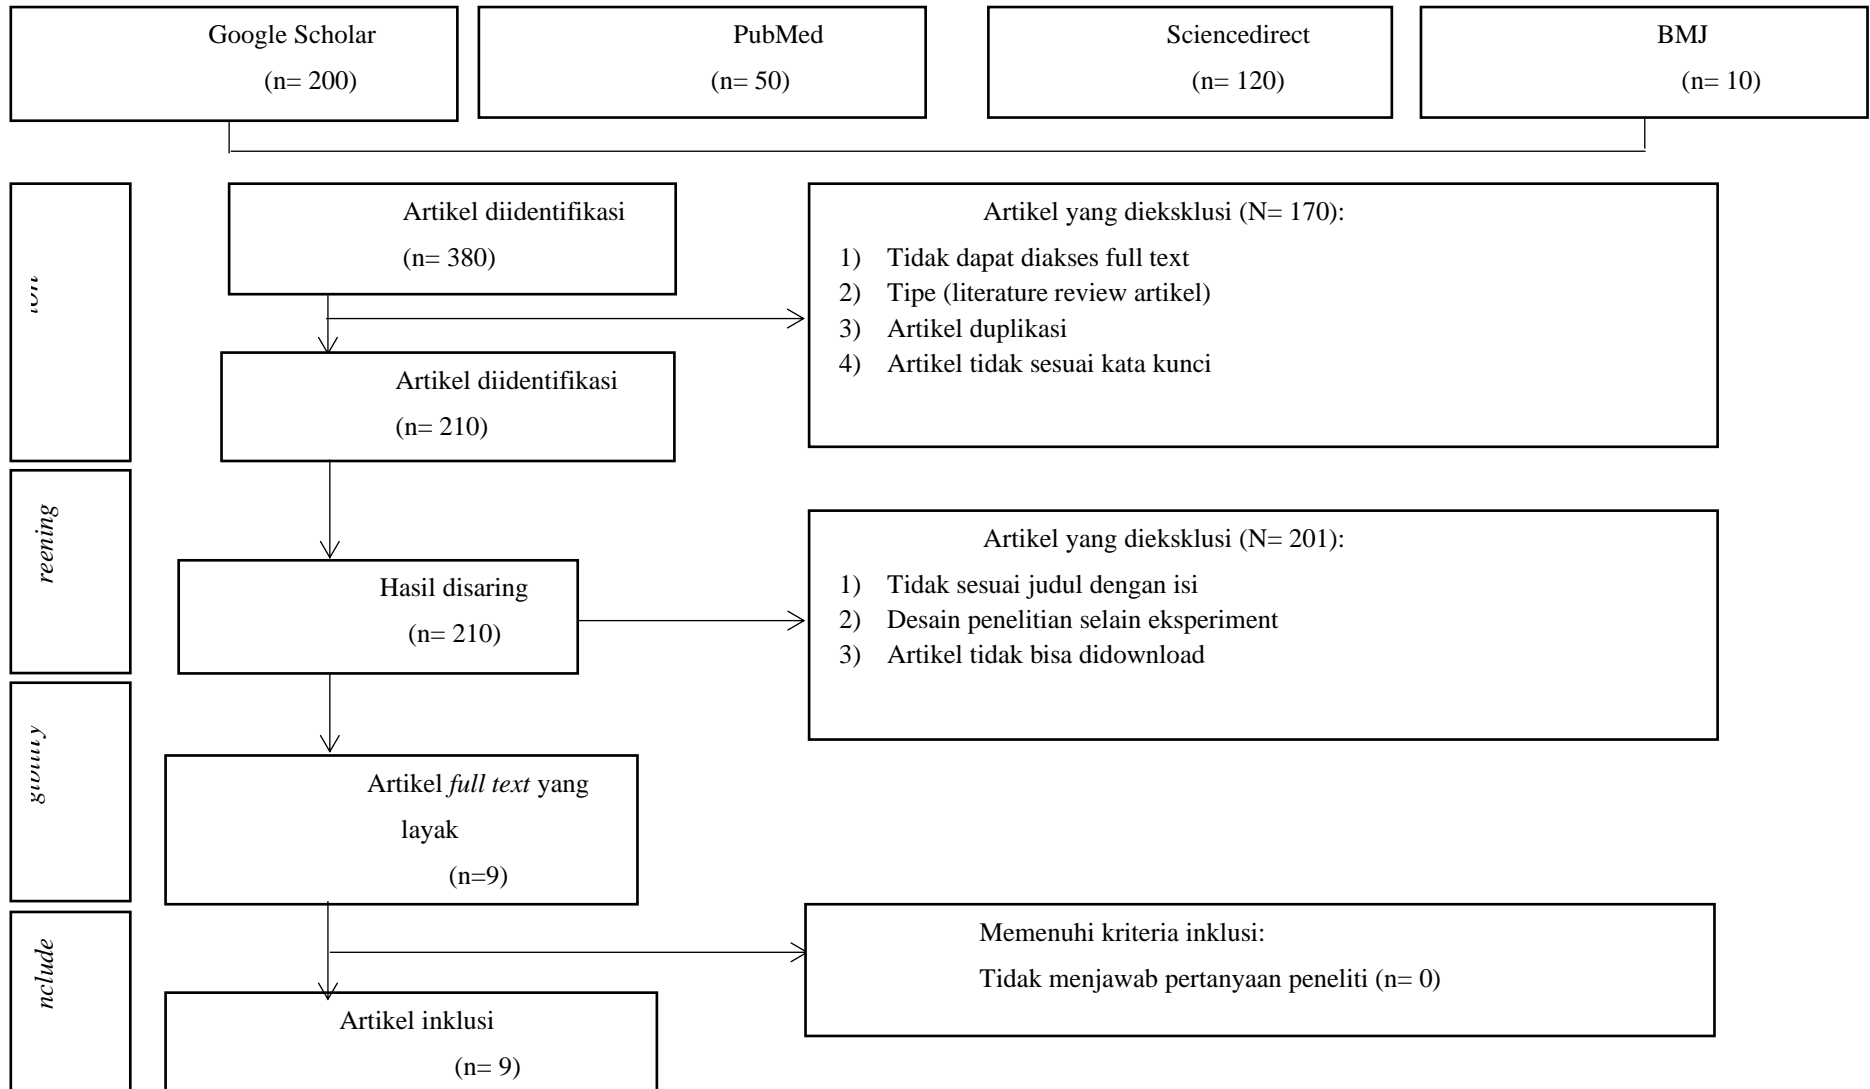 Google Scholar
(n= 200)
PubMed
(n= 50)
Sciencedirect
(n= 120)
BMJ
(n= 10)
Artikel diidentifikasi
(n= 380)
Artikel yang dieksklusi (N= 170):
1) Tidak dapat diakses full text
2) Tipe (literature review artikel)
3) Artikel duplikasi
4) Artikel tidak sesuai kata kunci
Artikel diidentifikasi
(n= 210)
reening
Hasil disaring
(n= 210)
Artikel yang dieksklusi (N= 201):
1) Tidak sesuai judul dengan isi
2) Desain penelitian selain eksperiment
3) Artikel tidak bisa didownload
Artikel full text yang
layak
(n=9)
nclude
Memenuhi kriteria inklusi:
Tidak menjawab pertanyaan peneliti (n= 0)
Artikel inklusi
(n= 9)